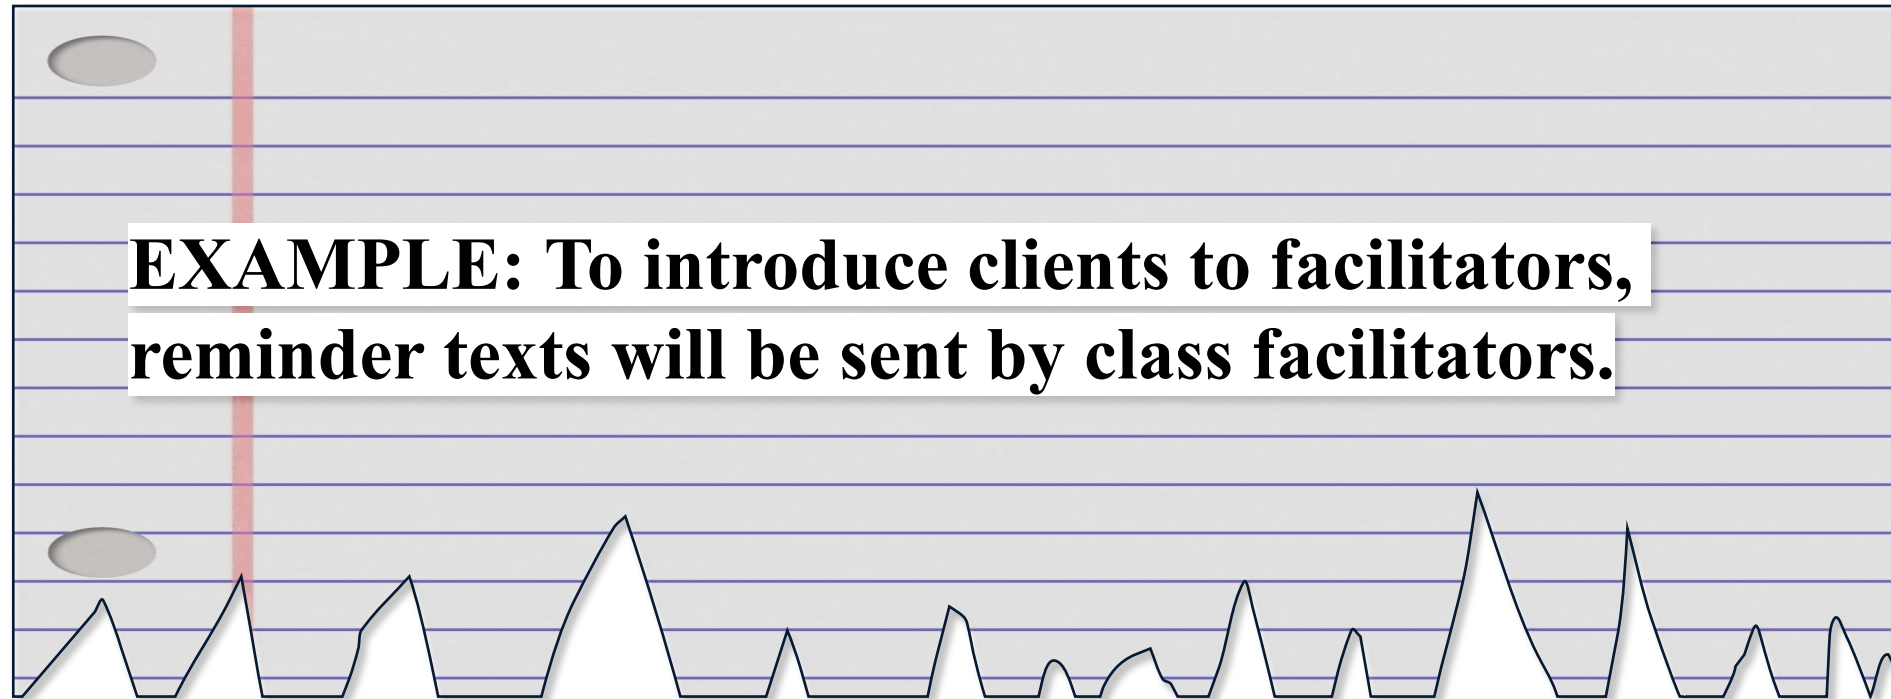 EXAMPLE: To introduce clients to facilitators,
reminder texts will be sent by class facilitators.